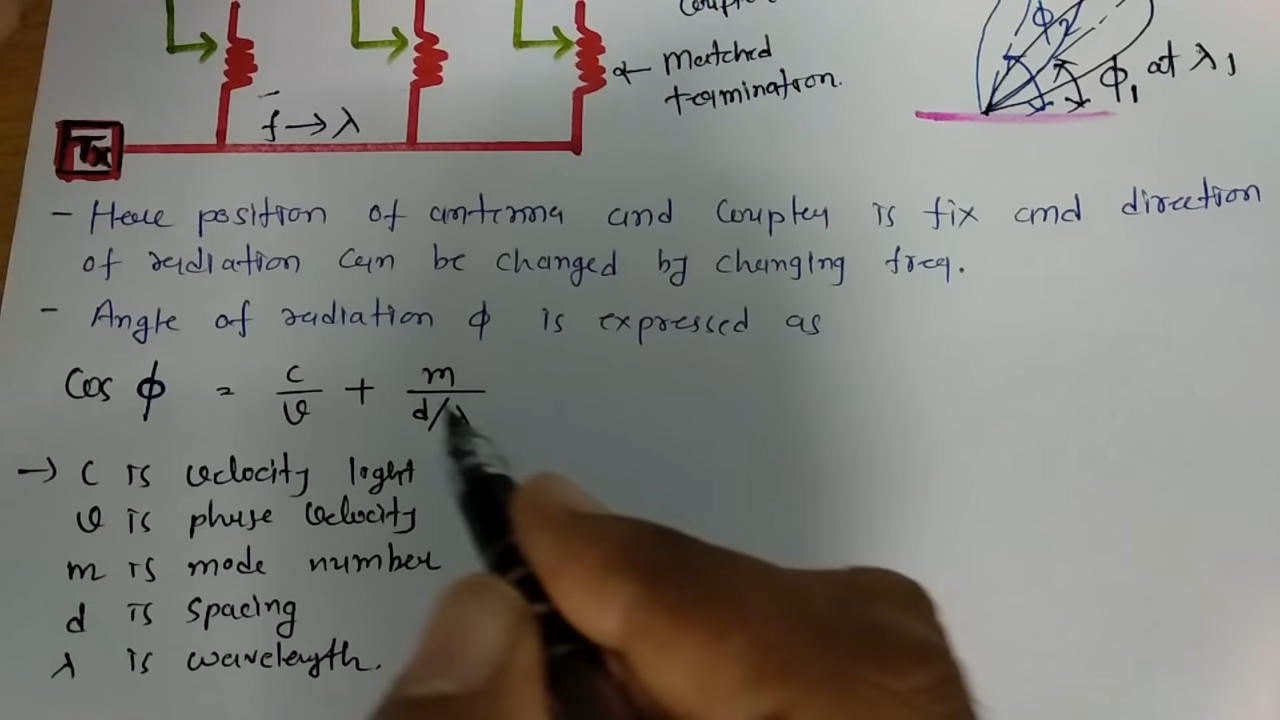 Matched
termination.
ϕ2
ϕ1 at λ1
f → λ
Tx
- Here position of antenna and coupler is fix and direction
of radiation can be changed by changing freq.
- Angle of radiation ϕ is expressed as
Cos ϕ = c/v + m/d/λ
→ C is velocity light
v is phase velocity
m is mode number
d is spacing
λ is wavelength.